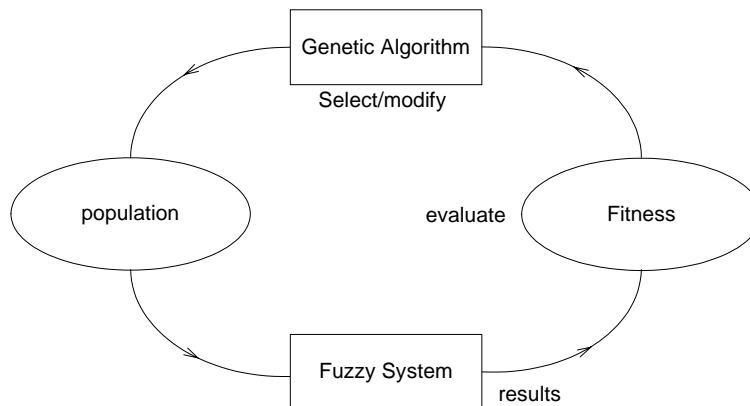 Genetic Algorithm
Select/modify
population
evaluate
Fitness
Fuzzy System
results